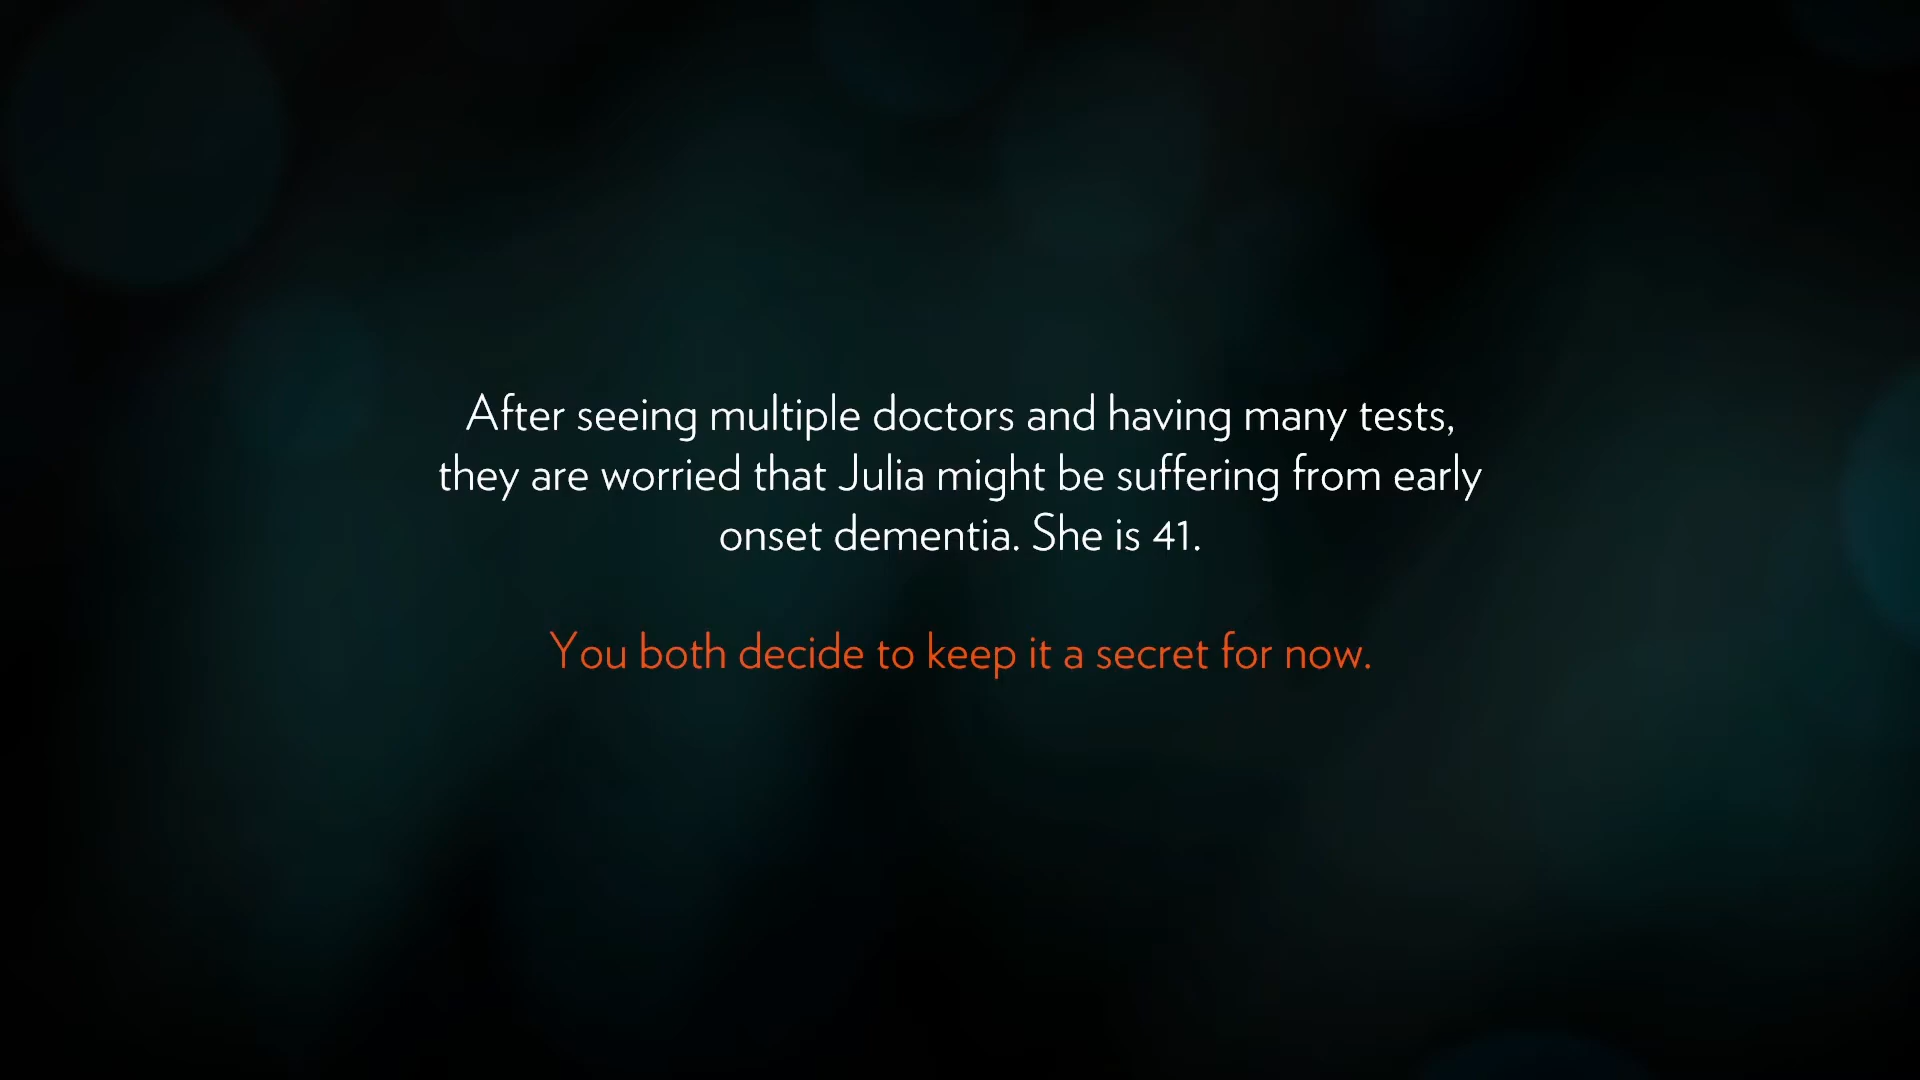 After seeing multiple doctors and having many tests,
they are worried that Julia might be suffering from early
onset dementia. She is 41.
You both decide to keep it a secret for now.